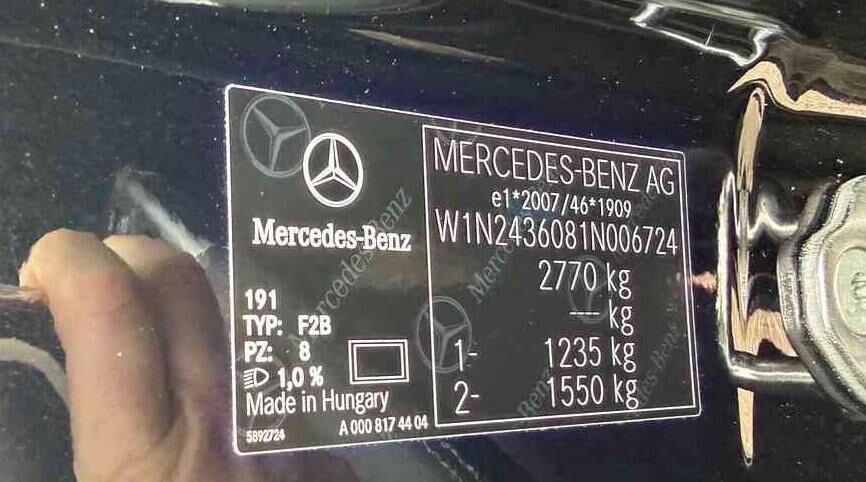 Mercedes-Benz
191
TYP: F2B
PZ: 8
1,0 %
Made in Hungary
5892724
A 000 817 44 04
MERCEDES-BENZ AG
e1*2007/46*1909
W1N2436081N006724
2770 kg
---- kg
1- 1235 kg
2- 1550 kg